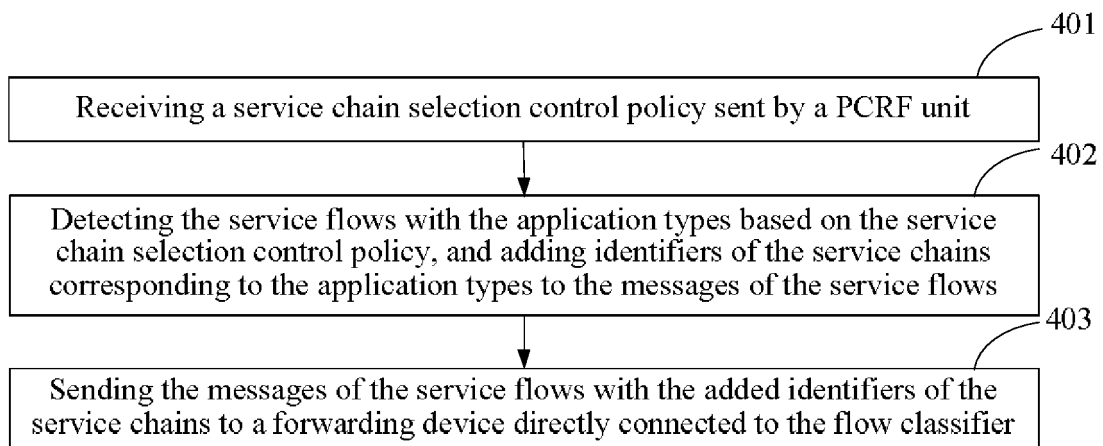 401
Receiving a service chain selection control policy sent by a PCRF unit
402
Detecting the service flows with the application types based on the service
chain selection control policy, and adding identifiers of the service chains
corresponding to the application types to the messages of the service flows
403
Sending the messages of the service flows with the added identifiers of the
service chains to a forwarding device directly connected to the flow classifier